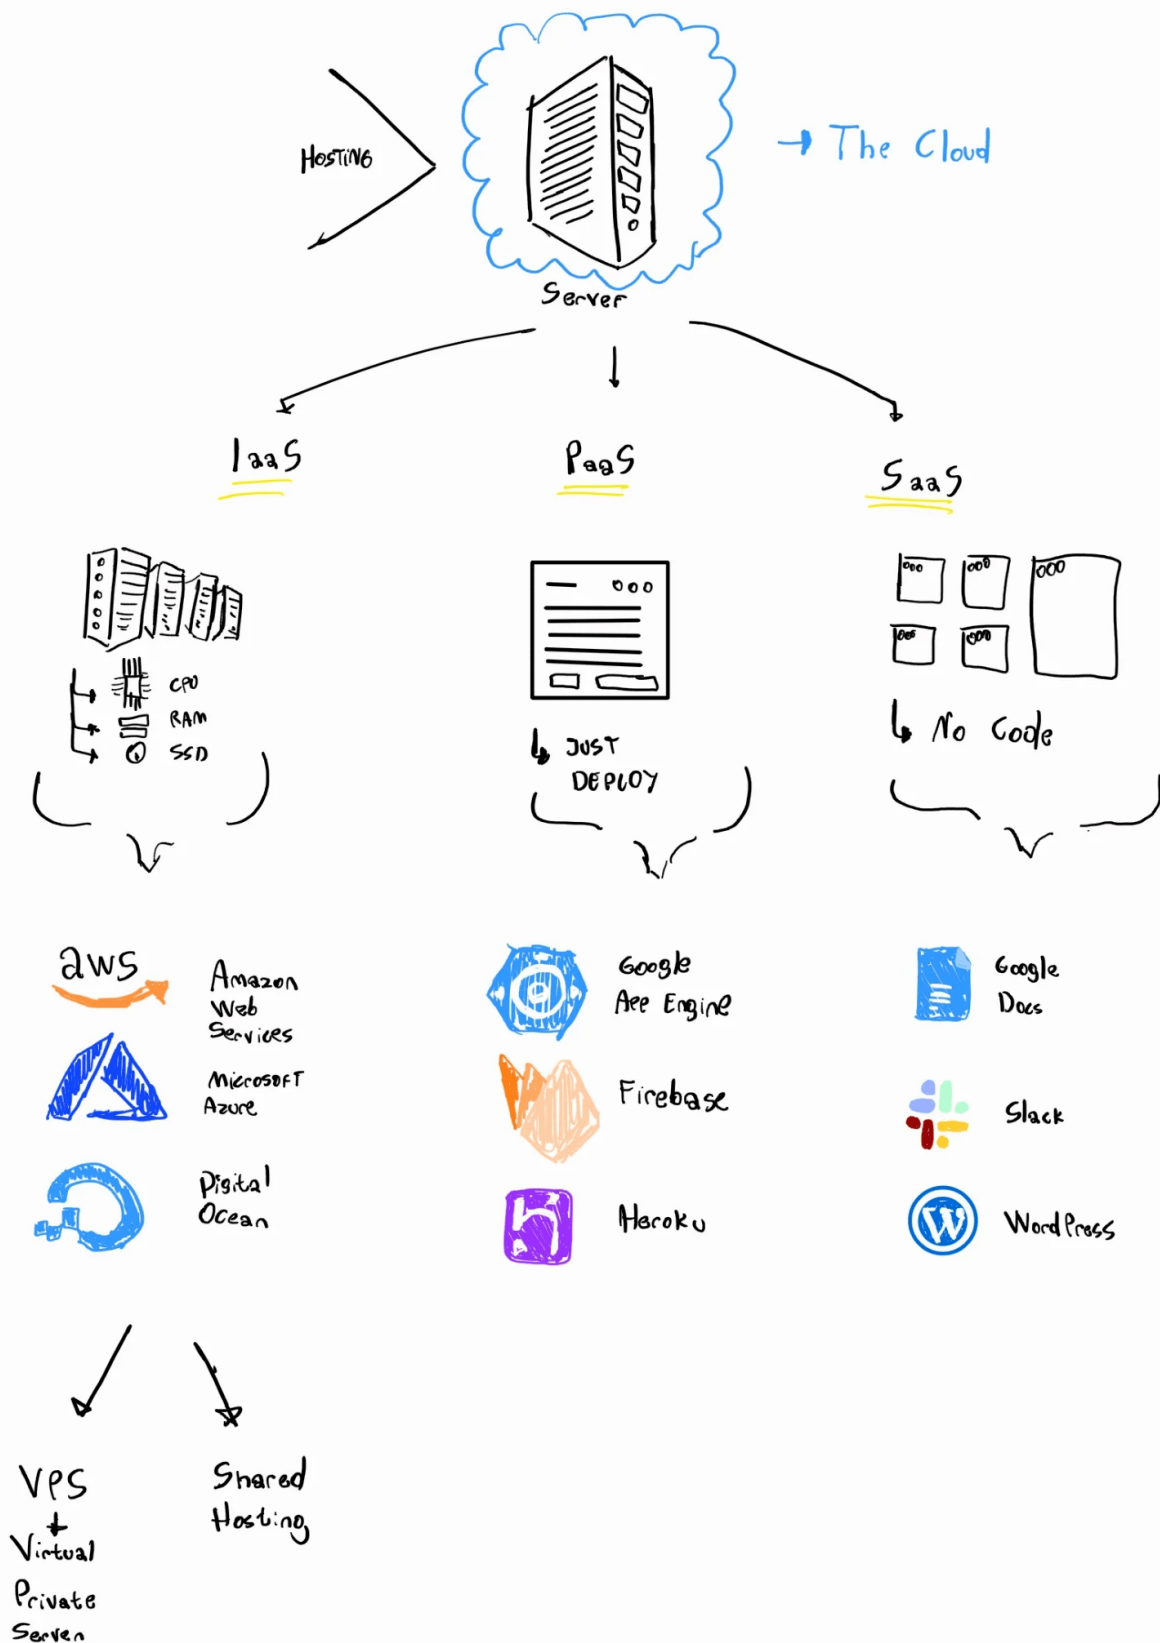 HOSTING
→ The Cloud
Server
IaaS
PaaS
SaaS
CPU
RAM
SSD
JUST
DEPLOY
No Code
aws
Amazon
Web
Services
Microsoft
Azure
Digital
Ocean
Google
App Engine
Firebase
Heroku
Google
Docs
Slack
W
WordPress
VPS
Virtual
Private
Server
Shared
Hosting